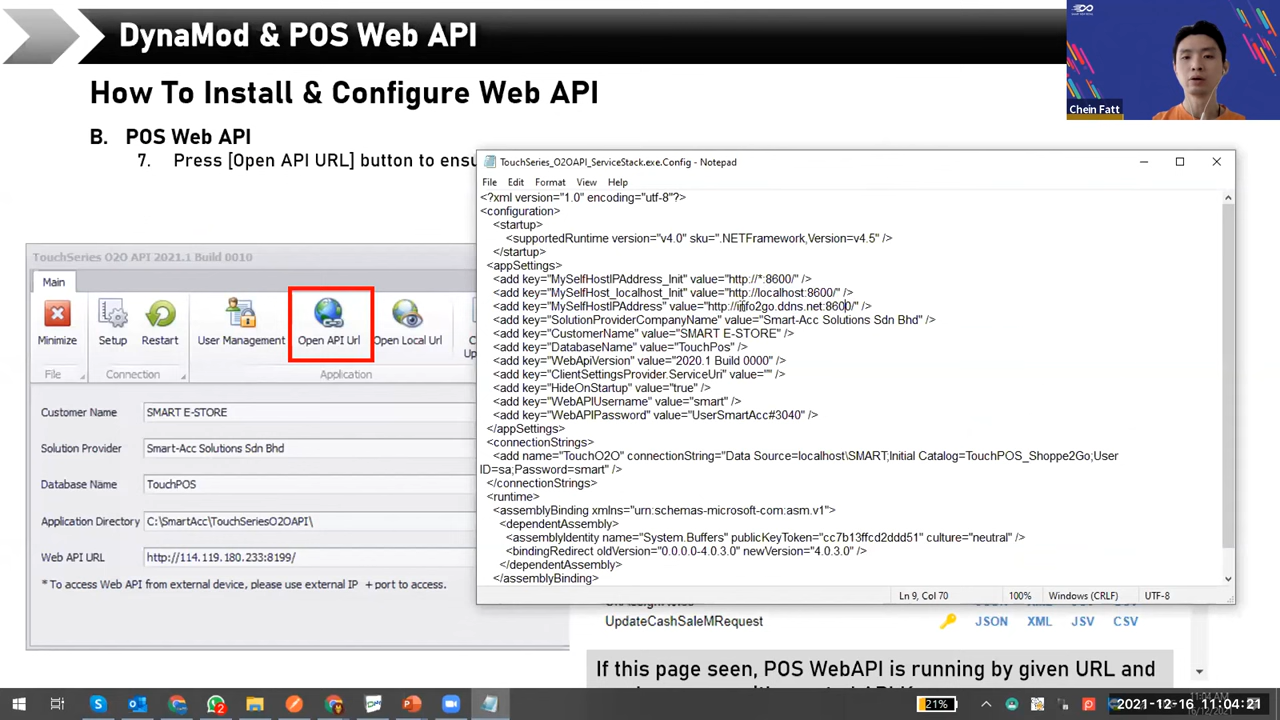 DynaMod & POS Web API
Chein Fatt
How To Install & Configure Web API
B. POS Web API
7. Press [Open API URL] button to ensu
TouchSeries_O2OAPI_ServiceStack.exe.Config - Notepad
File Edit Format View Help
<?xml version="1.0" encoding="utf-8"?>
<configuration>
<startup>
<supportedRuntime version="v4.0" sku=".NETFramework,Version=v4.5" />
</startup>
<appSettings>
<add key="MySelfHostIPAddress_Init" value="http://*:8600/" />
<add key="MySelfHost_localhost_Init" value="http://localhost:8600/" />
<add key="MySelfHostIPAddress" value="http://info2go.ddns.net:8600/" />
<add key="SolutionProviderCompanyName" value="Smart-Acc Solutions Sdn Bhd" />
<add key="CustomerName" value="SMART E-STORE" />
<add key="DatabaseName" value="TouchPos" />
<add key="WebApiVersion" value="2020.1 Build 0000" />
<add key="ClientSettingsProvider.ServiceUri" value="" />
<add key="HideOnStartup" value="true" />
<add key="WebAPIUsername" value="smart" />
<add key="WebAPIPassword" value="UserSmartAcc#3040" />
</appSettings>
<connectionStrings>
<add name="TouchO2O" connectionString="Data Source=localhost\SMART,Initial Catalog=TouchPOS_Shoppe2Go;User
ID=sa;Password=smart" />
</connectionStrings>
<runtime>
<assemblyBinding xmlns="urn:schemas-microsoft-com:asm.v1">
<dependentAssembly>
<assemblyIdentity name="System.Buffers" publicKeyToken="cc7b13ffcd2ddd51" culture="neutral" />
<bindingRedirect oldVersion="0.0.0.0-4.0.3.0" newVersion="4.0.3.0" />
</dependentAssembly>
</assemblyBinding>
Ln 9, Col 70 100% Windows (CRLF) UTF-8
TouchSeries O2O API 2021.1 Build 0010
Main
Minimize Setup Restart User Management Open API Url Open Local Url
File Connection Application
Customer Name SMART E-STORE
Solution Provider Smart-Acc Solutions Sdn Bhd
Database Name TouchPOS
Application Directory C:\SmartAcc\TouchSeriesO2OAPI\
Web API URL http://114.119.180.233:8199/
* To access Web API from external device, please use external IP + port to access.
UpdateCashSaleMRequest JSON XML JSV CSV
If this page seen, POS WebAPI is running by given URL and
21% 2021-12-16 11:04:21